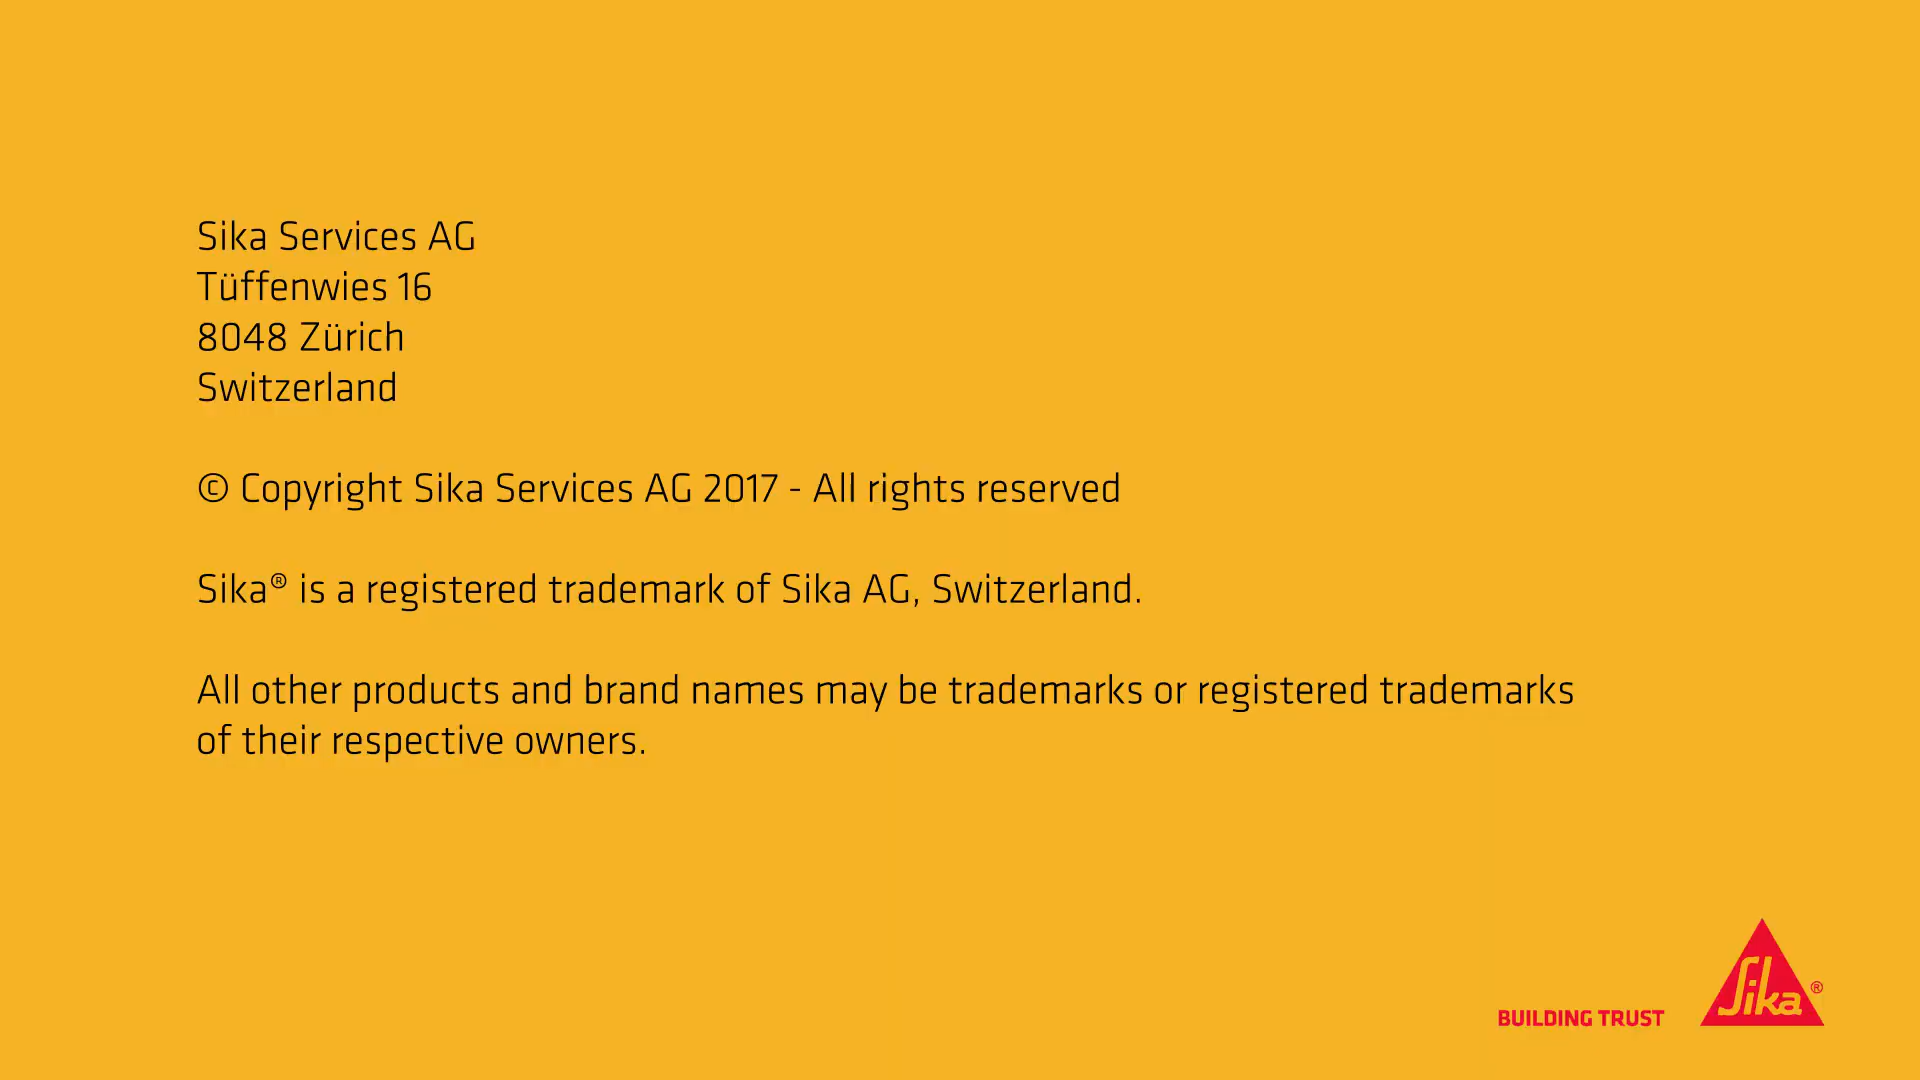 Sika Services AG
Tüffenwies 16
8048 Zürich
Switzerland
© Copyright Sika Services AG 2017 - All rights reserved
Sika® is a registered trademark of Sika AG, Switzerland.
All other products and brand names may be trademarks or registered trademarks
of their respective owners.
BUILDING TRUST
Sika®